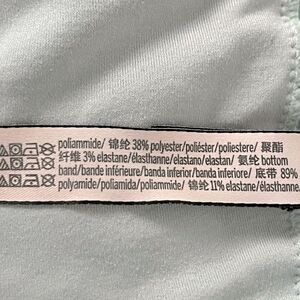 poliammide/ 锦纶 38% polyester/poliéster/poliestere/ 聚酯
纤维 3% elastane/élasthanne/elastano/elastan/ 氨纶 bottom
band/bande inférieure/banda inferior/banda inferiore/ 底带 89%
polyamide/poliamida/poliammide/ 锦纶 11% elastane/élasthanne/